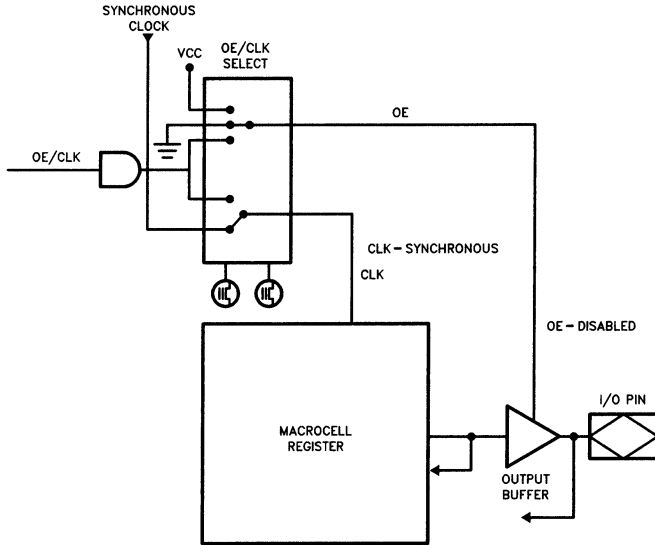 SYNCHRONOUS
CLOCK
VCC
OE/CLK
SELECT
OE
OE/CLK
CLK–SYNCHRONOUS
CLK
OE–DISABLED
I/O PIN
MACROCELL
REGISTER
OUTPUT
BUFFER